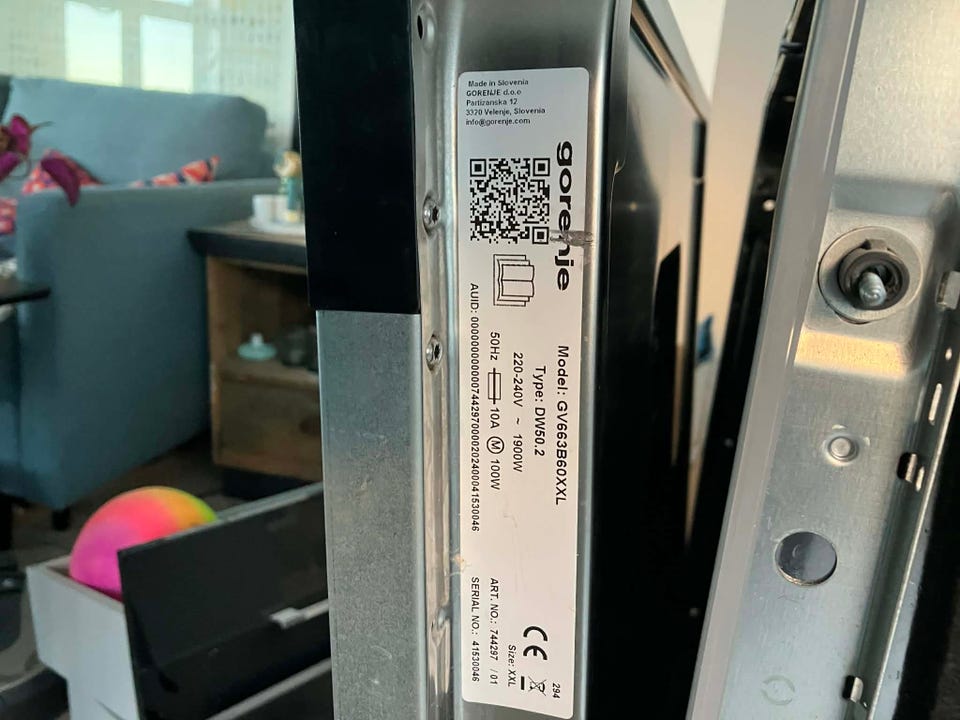 Made in Slovenia
GORENJE d.o.o
Partizanska 12
3320 Velenje, Slovenia
info@gorenje.com
gorenje
Model: GV663B60XXL
Type: DW50.2
220-240V ~ 1900W
50Hz 10A M 100W
AUID: 0000000000007442970000202400041530046
CE
294
Size: XXL
ART. NO.: 744297 / 01
SERIAL NO.: 41530046